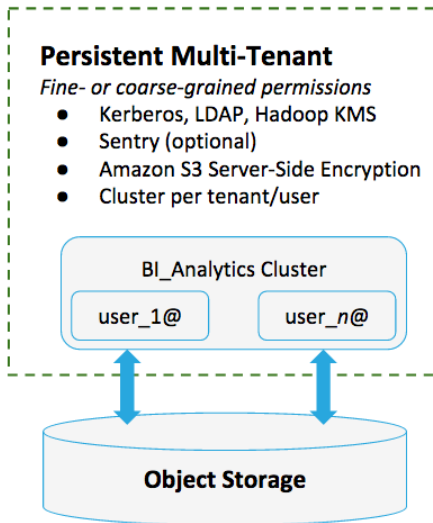 Persistent Multi-Tenant
Fine- or coarse-grained permissions
● Kerberos, LDAP, Hadoop KMS
● Sentry (optional)
● Amazon S3 Server-Side Encryption
● Cluster per tenant/user
BI_Analytics Cluster
user_1@ user_n@
Object Storage